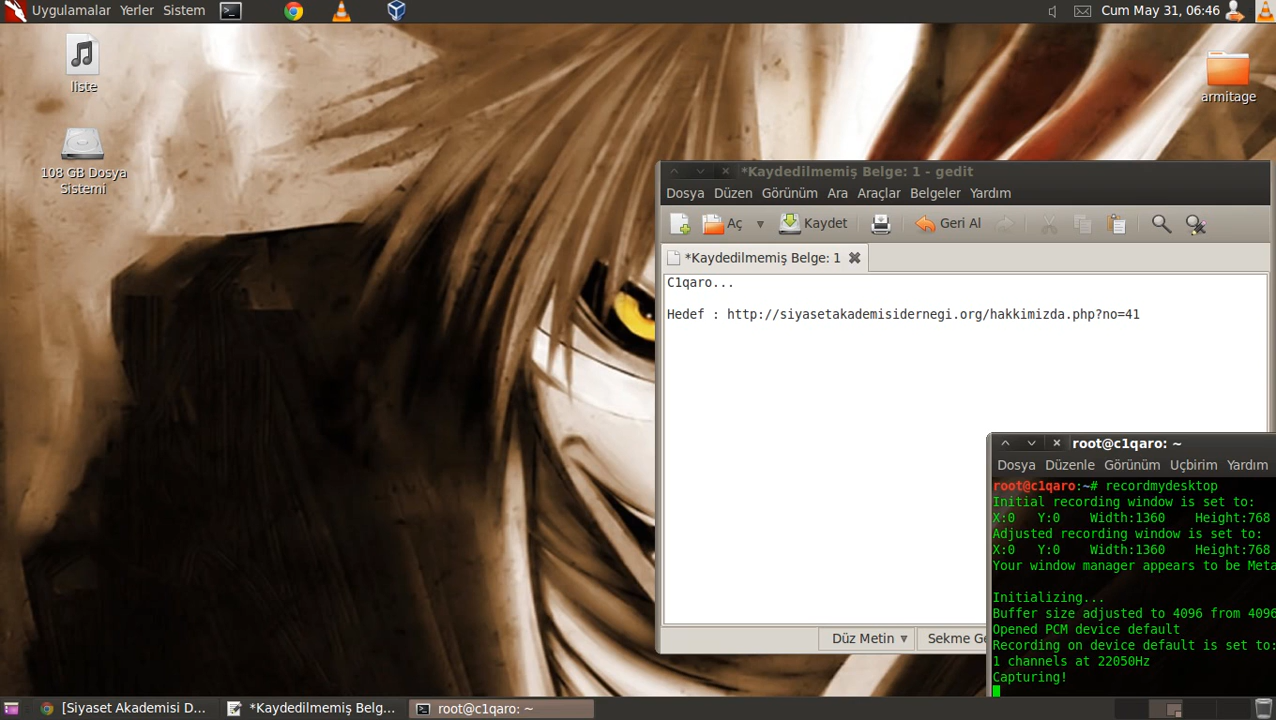 Uygulamalar Yerler Sistem
Cum May 31, 06:46
liste
108 GB Dosya
Sistemi
armitage
*Kaydedilmemiş Belge: 1 - gedit
Dosya Düzen Görünüm Ara Araçlar Belgeler Yardım
Aç Kaydet Geri Al
*Kaydedilmemiş Belge: 1
C1qaro...
Hedef : http://siyasetakademisidernegi.org/hakkimizda.php?no=41
Düz Metin Sekme Ge
root@c1qaro: ~
Dosya Düzenle Görünüm Uçbirim Yardım
root@c1qaro:~# recordmydesktop
Initial recording window is set to:
X:0 Y:0 Width:1360 Height:768
Adjusted recording window is set to:
X:0 Y:0 Width:1360 Height:768
Your window manager appears to be Meta
Initializing...
Buffer size adjusted to 4096 from 4096
Opened PCM device default
Recording on device default is set to:
1 channels at 22050Hz
Capturing!
[Siyaset Akademisi D... *Kaydedilmemiş Belg... root@c1qaro: ~